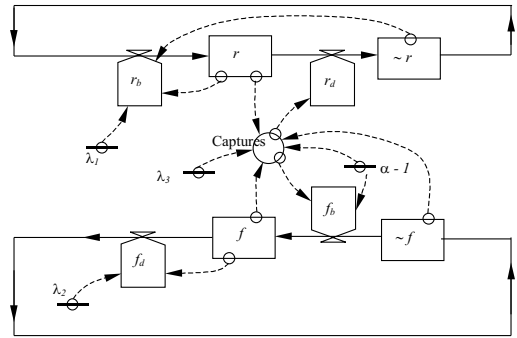 r
~ r
r_b
r_d
Captures
λ_1
λ_3
α - 1
f_b
f
~ f
f_d
λ_2